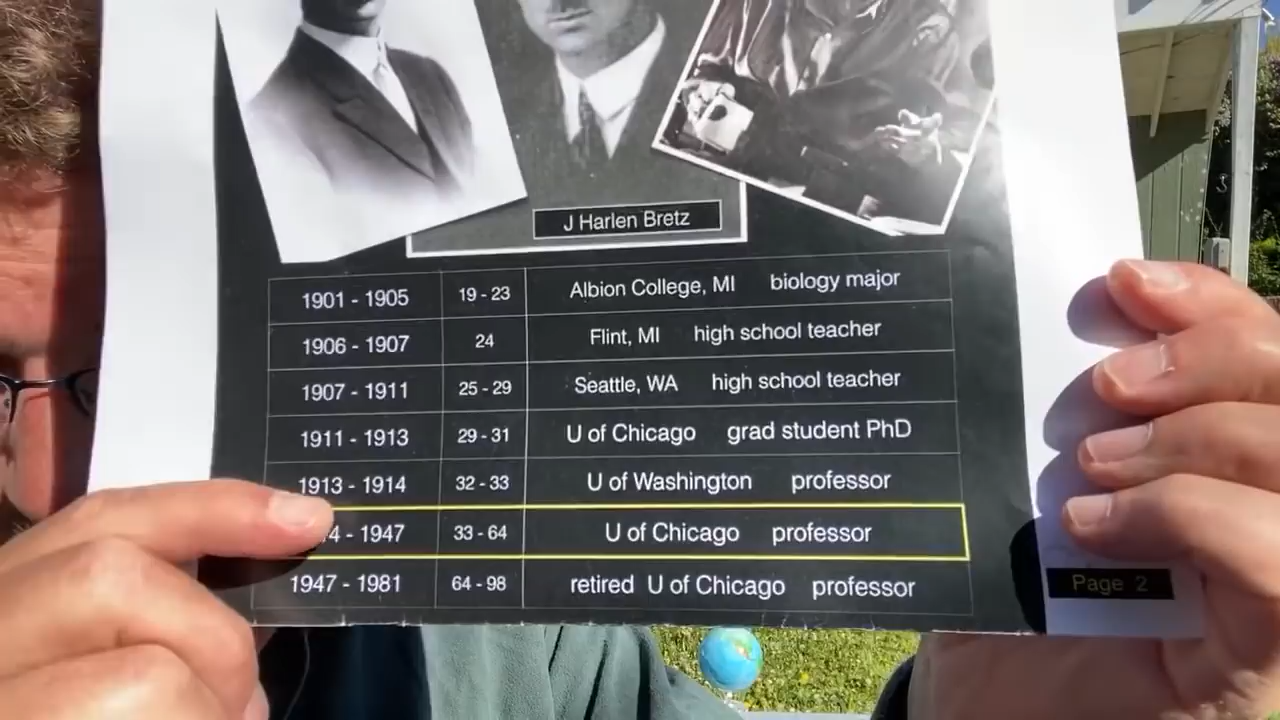 J Harlen Bretz
1901 - 1905 19 - 23 Albion College, MI biology major
1906 - 1907 24 Flint, MI high school teacher
1907 - 1911 25 - 29 Seattle, WA high school teacher
1911 - 1913 29 - 31 U of Chicago grad student PhD
1913 - 1914 32 - 33 U of Washington professor
4 - 1947 33 - 64 U of Chicago professor
1947 - 1981 64 - 98 retired U of Chicago professor
Page 2